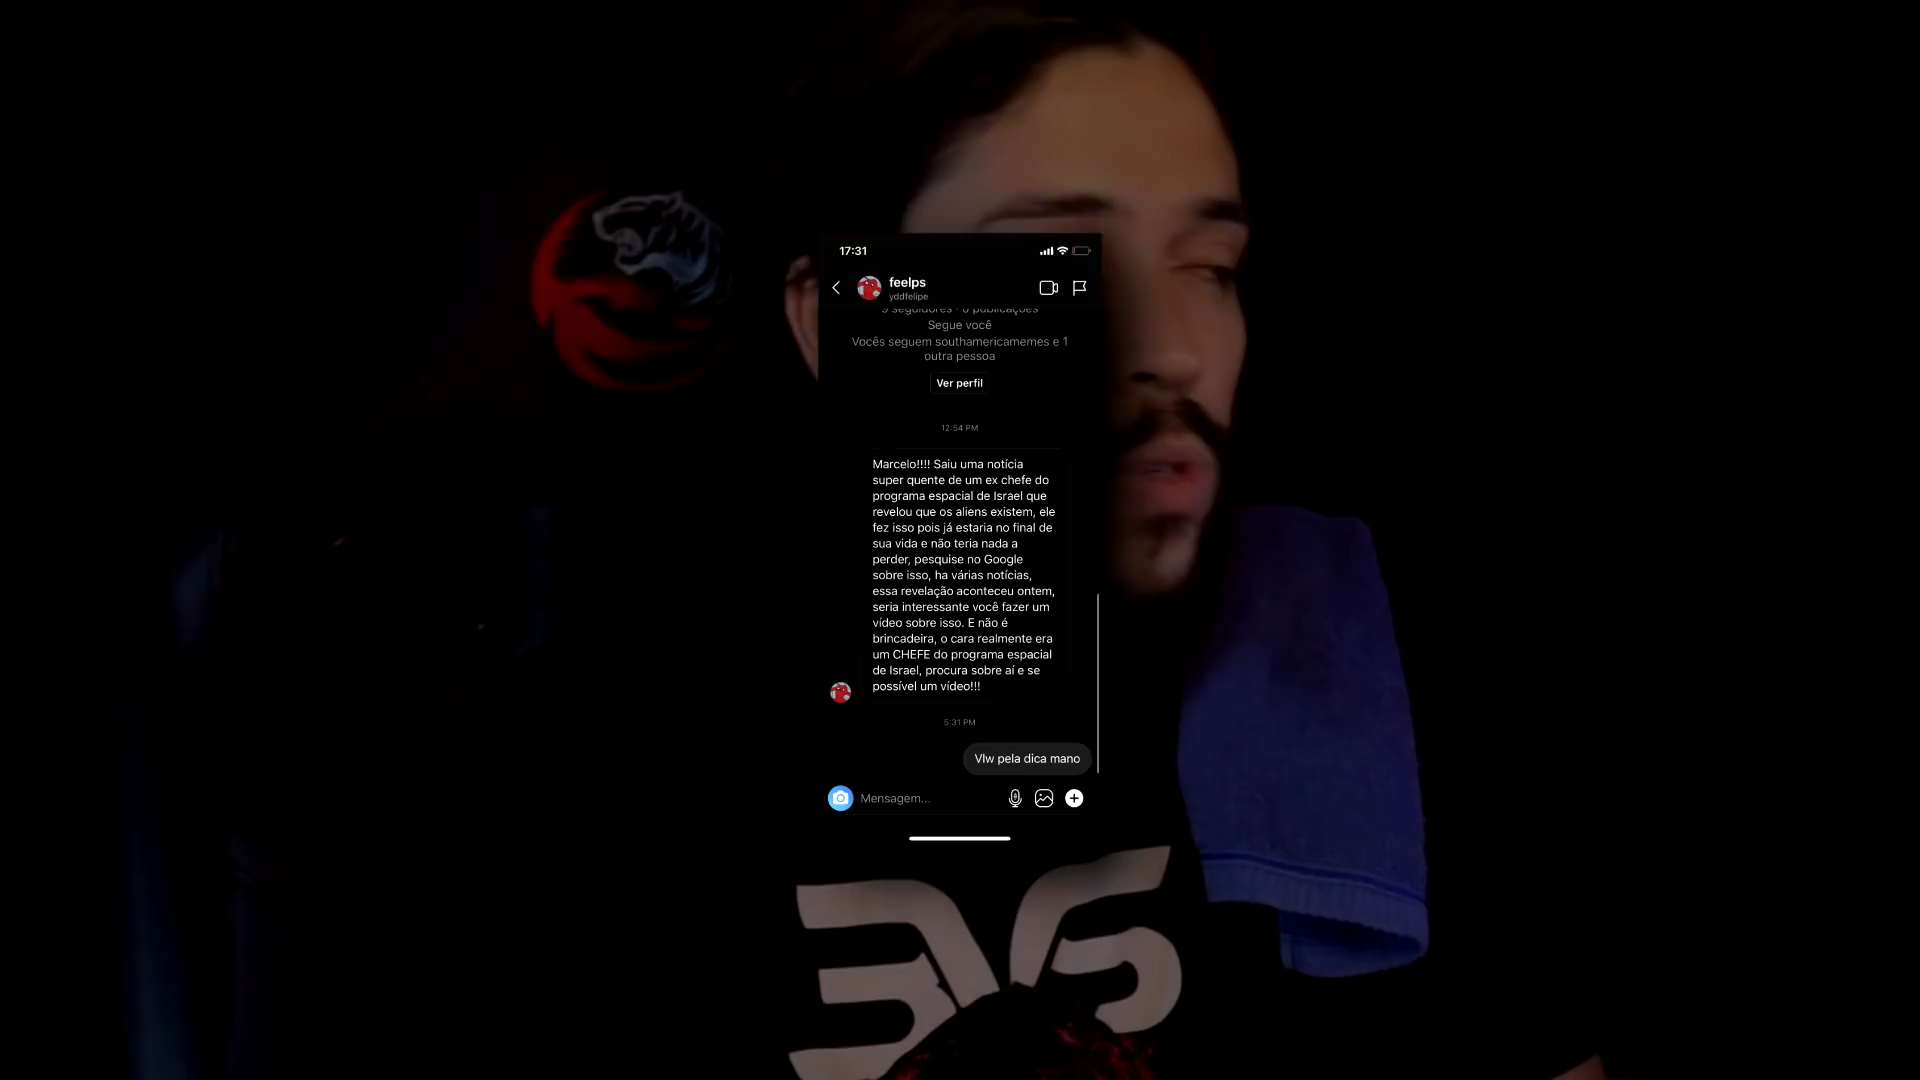 17:31
feelps
yddfelipe
9 seguidores · 0 publicações
Segue você
Vocês seguem southamericamemes e 1
outra pessoa
Ver perfil
12:54 PM
Marcelo!!!! Saiu uma notícia
super quente de um ex chefe do
programa espacial de Israel que
revelou que os aliens existem, ele
fez isso pois já estaria no final de
sua vida e não teria nada a
perder, pesquise no Google
sobre isso, ha várias notícias,
essa revelação aconteceu ontem,
seria interessante você fazer um
vídeo sobre isso. E não é
brincadeira, o cara realmente era
um CHEFE do programa espacial
de Israel, procura sobre aí e se
possível um vídeo!!!
5:31 PM
Vlw pela dica mano
Mensagem...